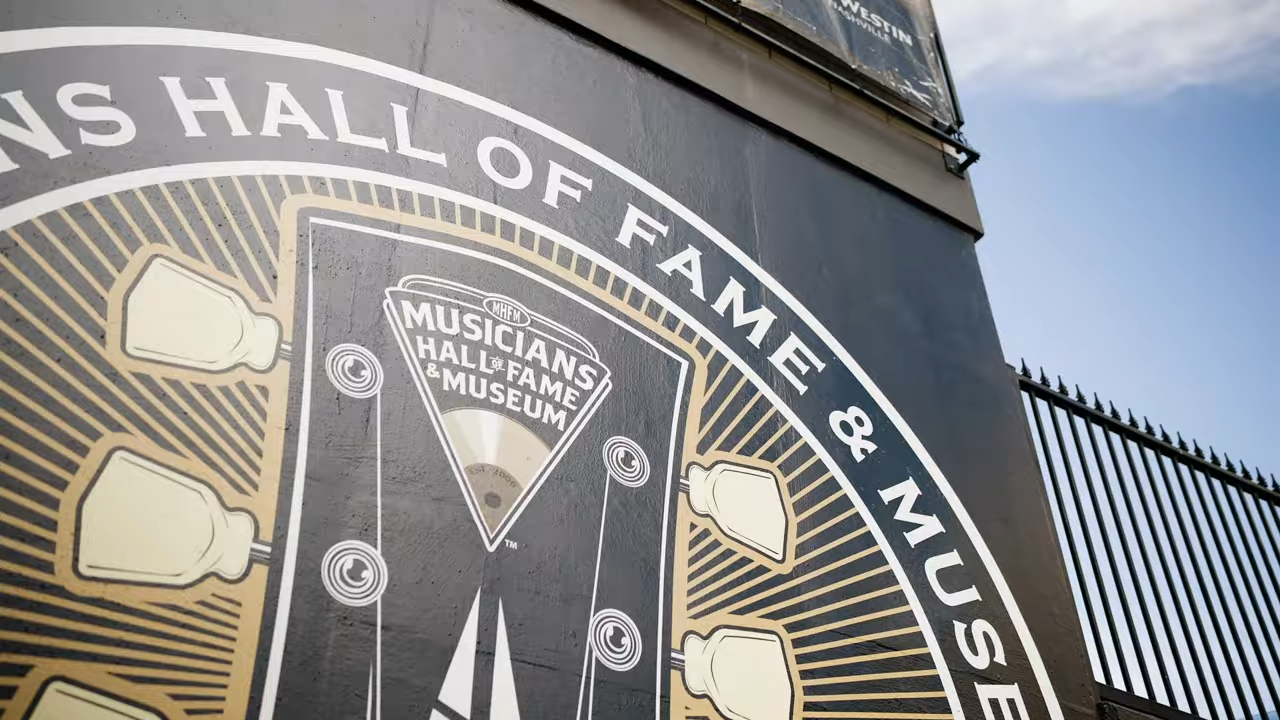 WESTIN
NASHVILLE
NS HALL OF FAME & MUSE
MHFM
MUSICIANS
HALL OF FAME
& MUSEUM
TM